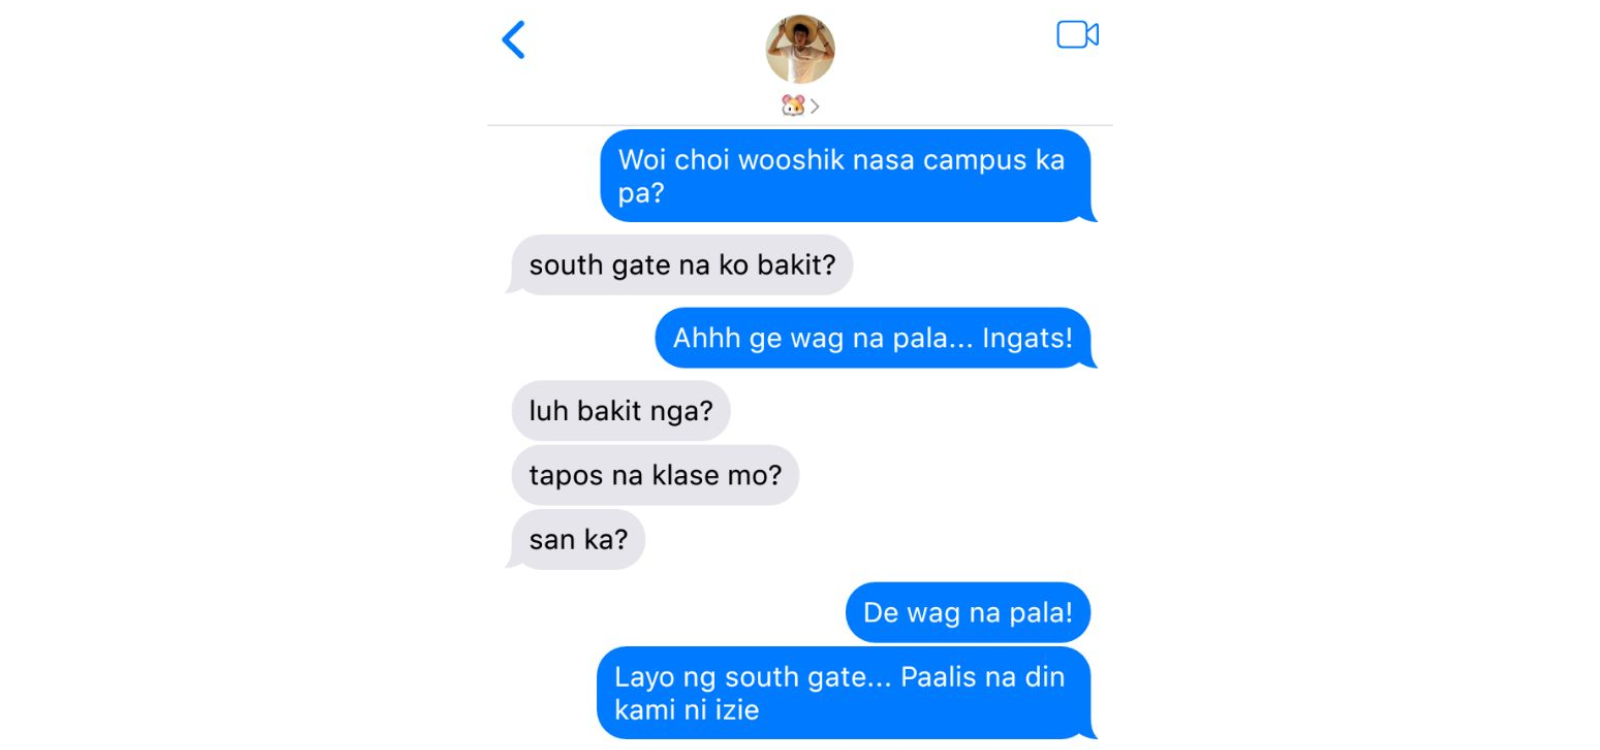 Woi choi wooshik nasa campus ka
pa?
south gate na ko bakit?
Ahhh ge wag na pala... Ingats!
luh bakit nga?
tapos na klase mo?
san ka?
De wag na pala!
Layo ng south gate... Paalis na din
kami ni izie